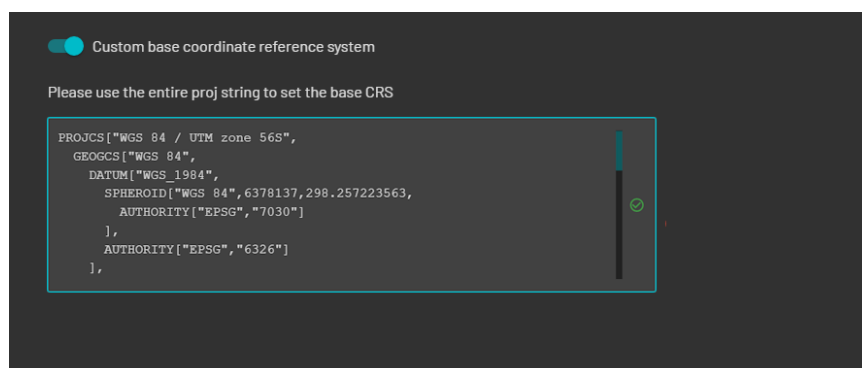 Custom base coordinate reference system
Please use the entire proj string to set the base CRS
PROJCS["WGS 84 / UTM zone 56S",
GEOGCS["WGS 84",
DATUM["WGS_1984",
SPHEROID["WGS 84",6378137,298.257223563,
AUTHORITY["EPSG","7030"]
],
AUTHORITY["EPSG","6326"]
],